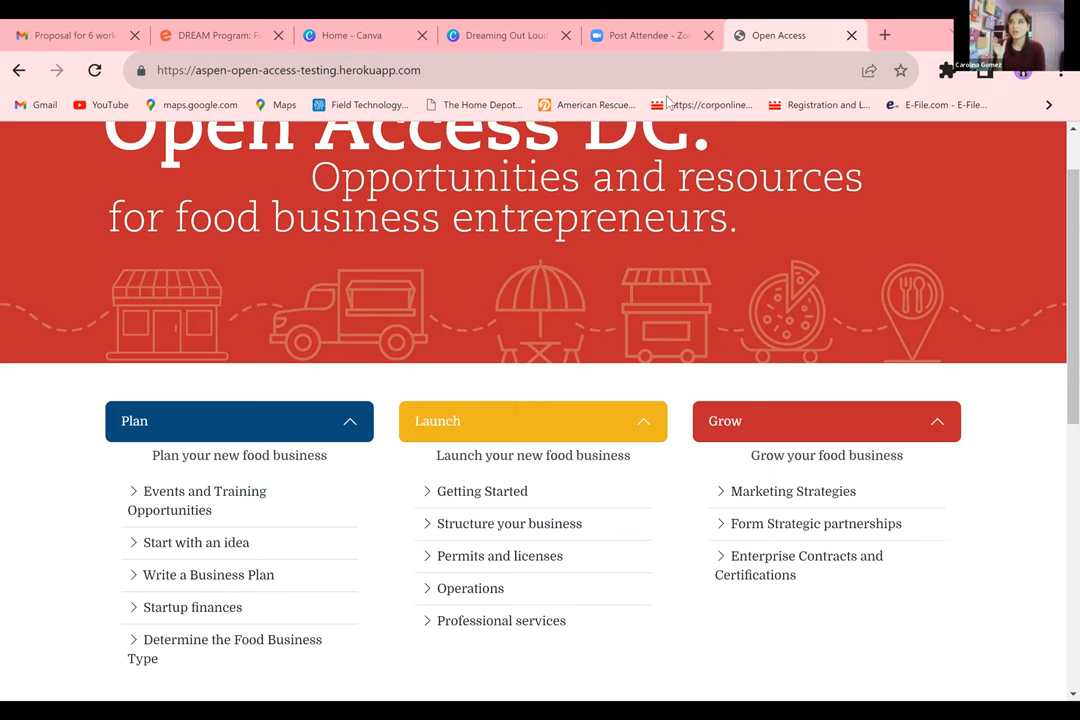 Proposal for 6 work
DREAM Program: F
Home - Canva
Dreaming Out Loud
Post Attendee - Zo
Open Access
Carolina Gomez
https://aspen-open-access-testing.herokuapp.com
Gmail
YouTube
maps.google.com
Maps
Field Technology...
The Home Depot...
American Rescue...
https://corponline...
Registration and L...
E-File.com - E-File...
Open Access DC.
Opportunities and resources
for food business entrepreneurs.
Plan
Plan your new food business
Events and Training
Opportunities
Start with an idea
Write a Business Plan
Startup finances
Determine the Food Business
Type
Launch
Launch your new food business
Getting Started
Structure your business
Permits and licenses
Operations
Professional services
Grow
Grow your food business
Marketing Strategies
Form Strategic partnerships
Enterprise Contracts and
Certifications